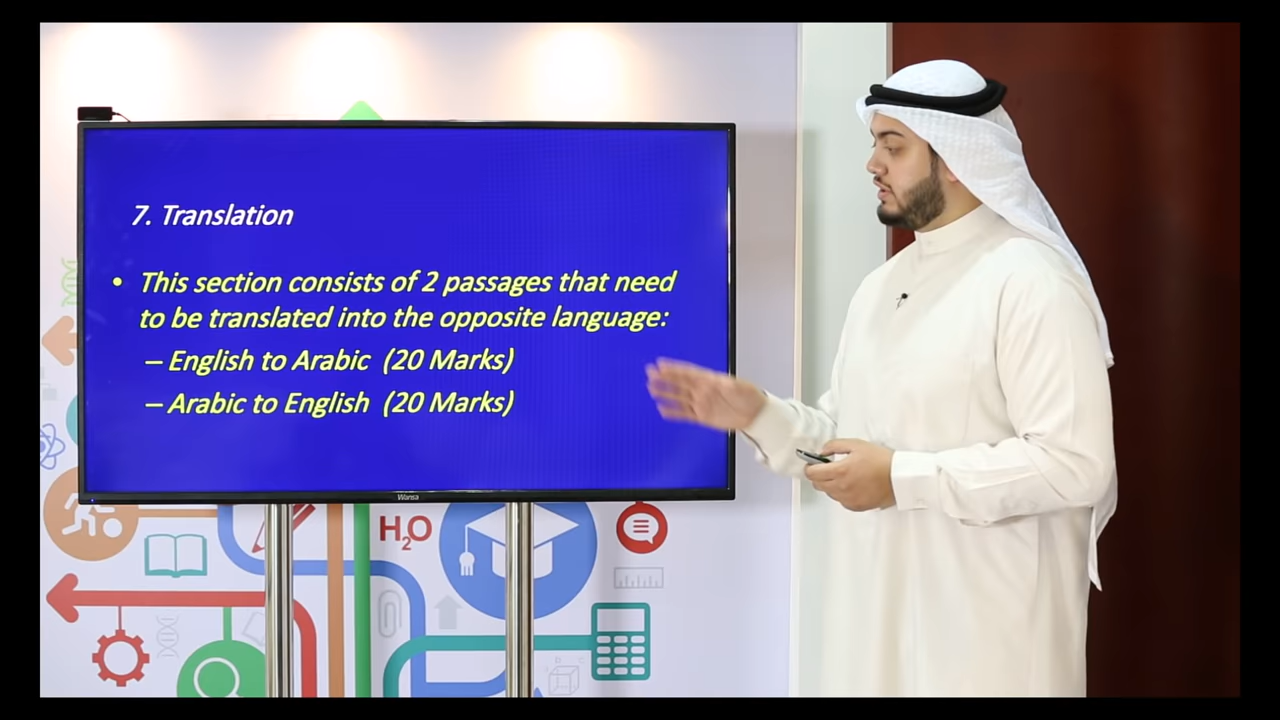 7. Translation
• This section consists of 2 passages that need
to be translated into the opposite language:
– English to Arabic (20 Marks)
– Arabic to English (20 Marks)
Wansa
H₂O